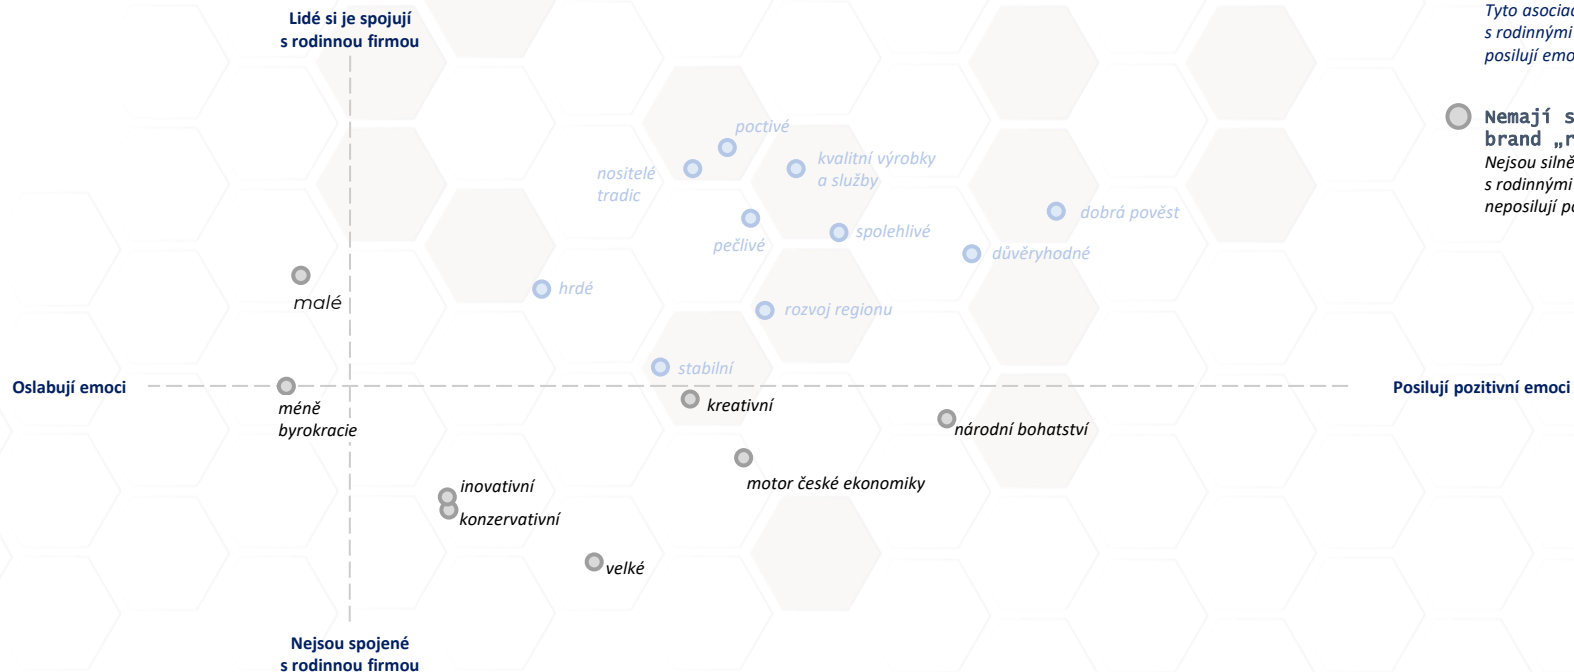 Lidé si je spojují
s rodinnou firmou
Tyto
s rodinnými
posilují
Nemají
brand
Nejsou silně
s rodinnými
neposilují
poctivé
nositelé
tradic
kvalitní výrobky
a služby
pečlivé
spolehlivé
dobrá pověst
důvěryhodné
malé
hrdé
rozvoj regionu
stabilní
Oslabují emoci
Posilují pozitivní emoci
méně
byrokracie
kreativní
národní bohatství
motor české ekonomiky
inovativní
konzervativní
velké
Nejsou spojené
s rodinnou firmou